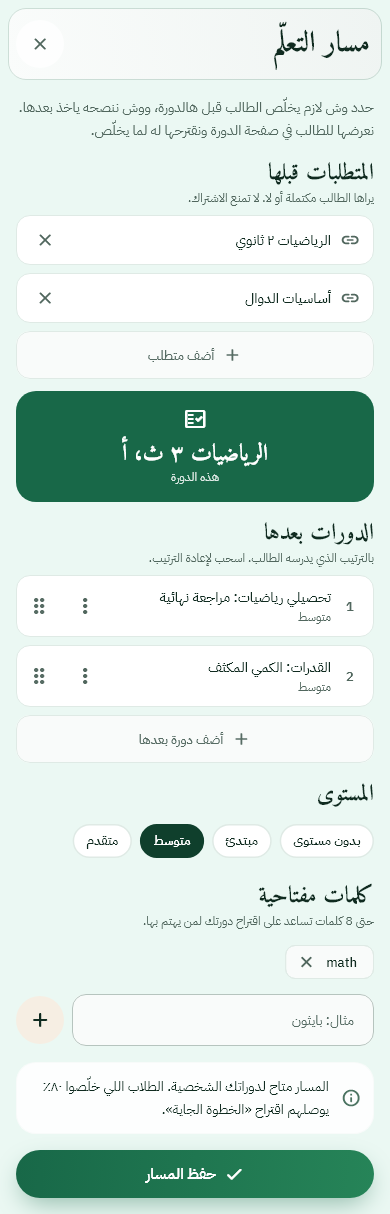 مسار التعلّم
حدد وش لازم يخلّص الطالب قبل هالدورة، ووش ننصحه ياخذ بعدها.
نعرضها للطالب في صفحة الدورة ونقترحها له لما يخلّص.
المتطلبات قبلها
يراها الطالب مكتملة أو لا. لا تمنع الاشتراك.
الرياضيات ٢ ثانوي
أساسيات الدوال
أضف متطلب
الرياضيات ٣ ث، أ
هذه الدورة
الدورات بعدها
بالترتيب الذي يدرسه الطالب. اسحب لإعادة الترتيب.
1
تحصيلي رياضيات: مراجعة نهائية
متوسط
2
القدرات: الكمي المكثف
متوسط
أضف دورة بعدها
المستوى
بدون مستوى
مبتدئ
متوسط
متقدم
كلمات مفتاحية
حتى 8 كلمات تساعد على اقتراح دورتك لمن يهتم بها.
math
مثال: بايثون
المسار متاح لدوراتك الشخصية. الطلاب اللي خلّصوا ٨٠٪
يوصلهم اقتراح «الخطوة الجاية».
حفظ المسار